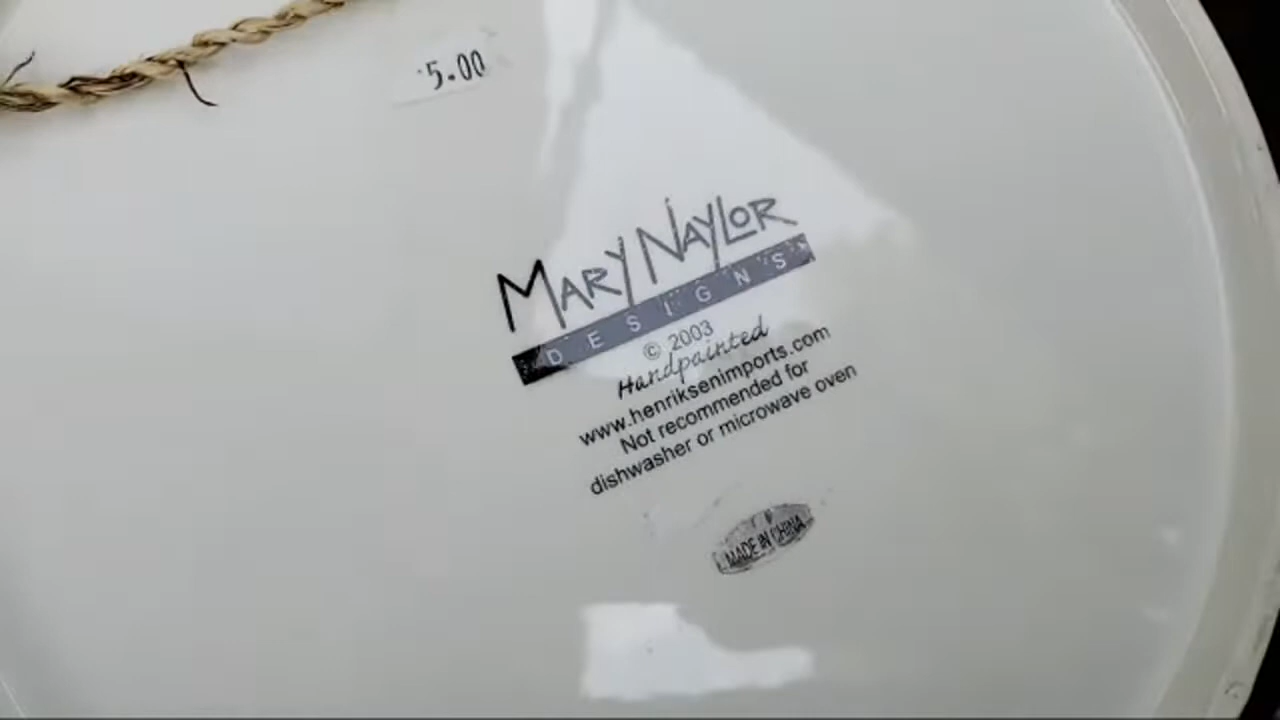 5.00
MARY NAYLOR
DESIGNS
© 2003
Handpainted
www.henriksenimports.com
Not recommended for
dishwasher or microwave oven
MADE IN CHINA